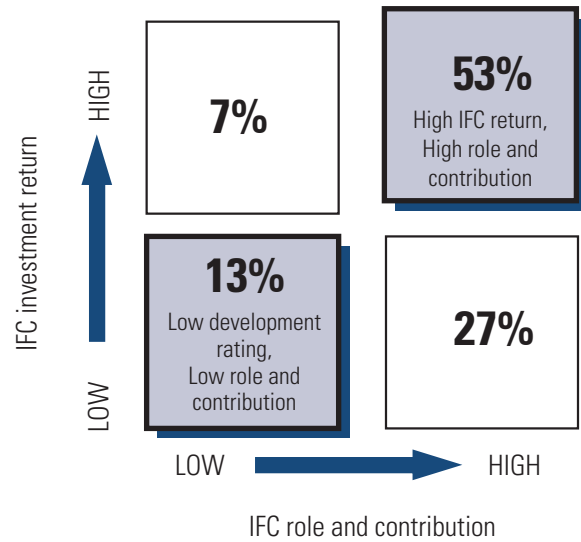 IFC investment return
HIGH
LOW
7%
53%
High IFC return,
High role and
contribution
13%
Low development
rating,
Low role and
contribution
27%
LOW
HIGH
IFC role and contribution